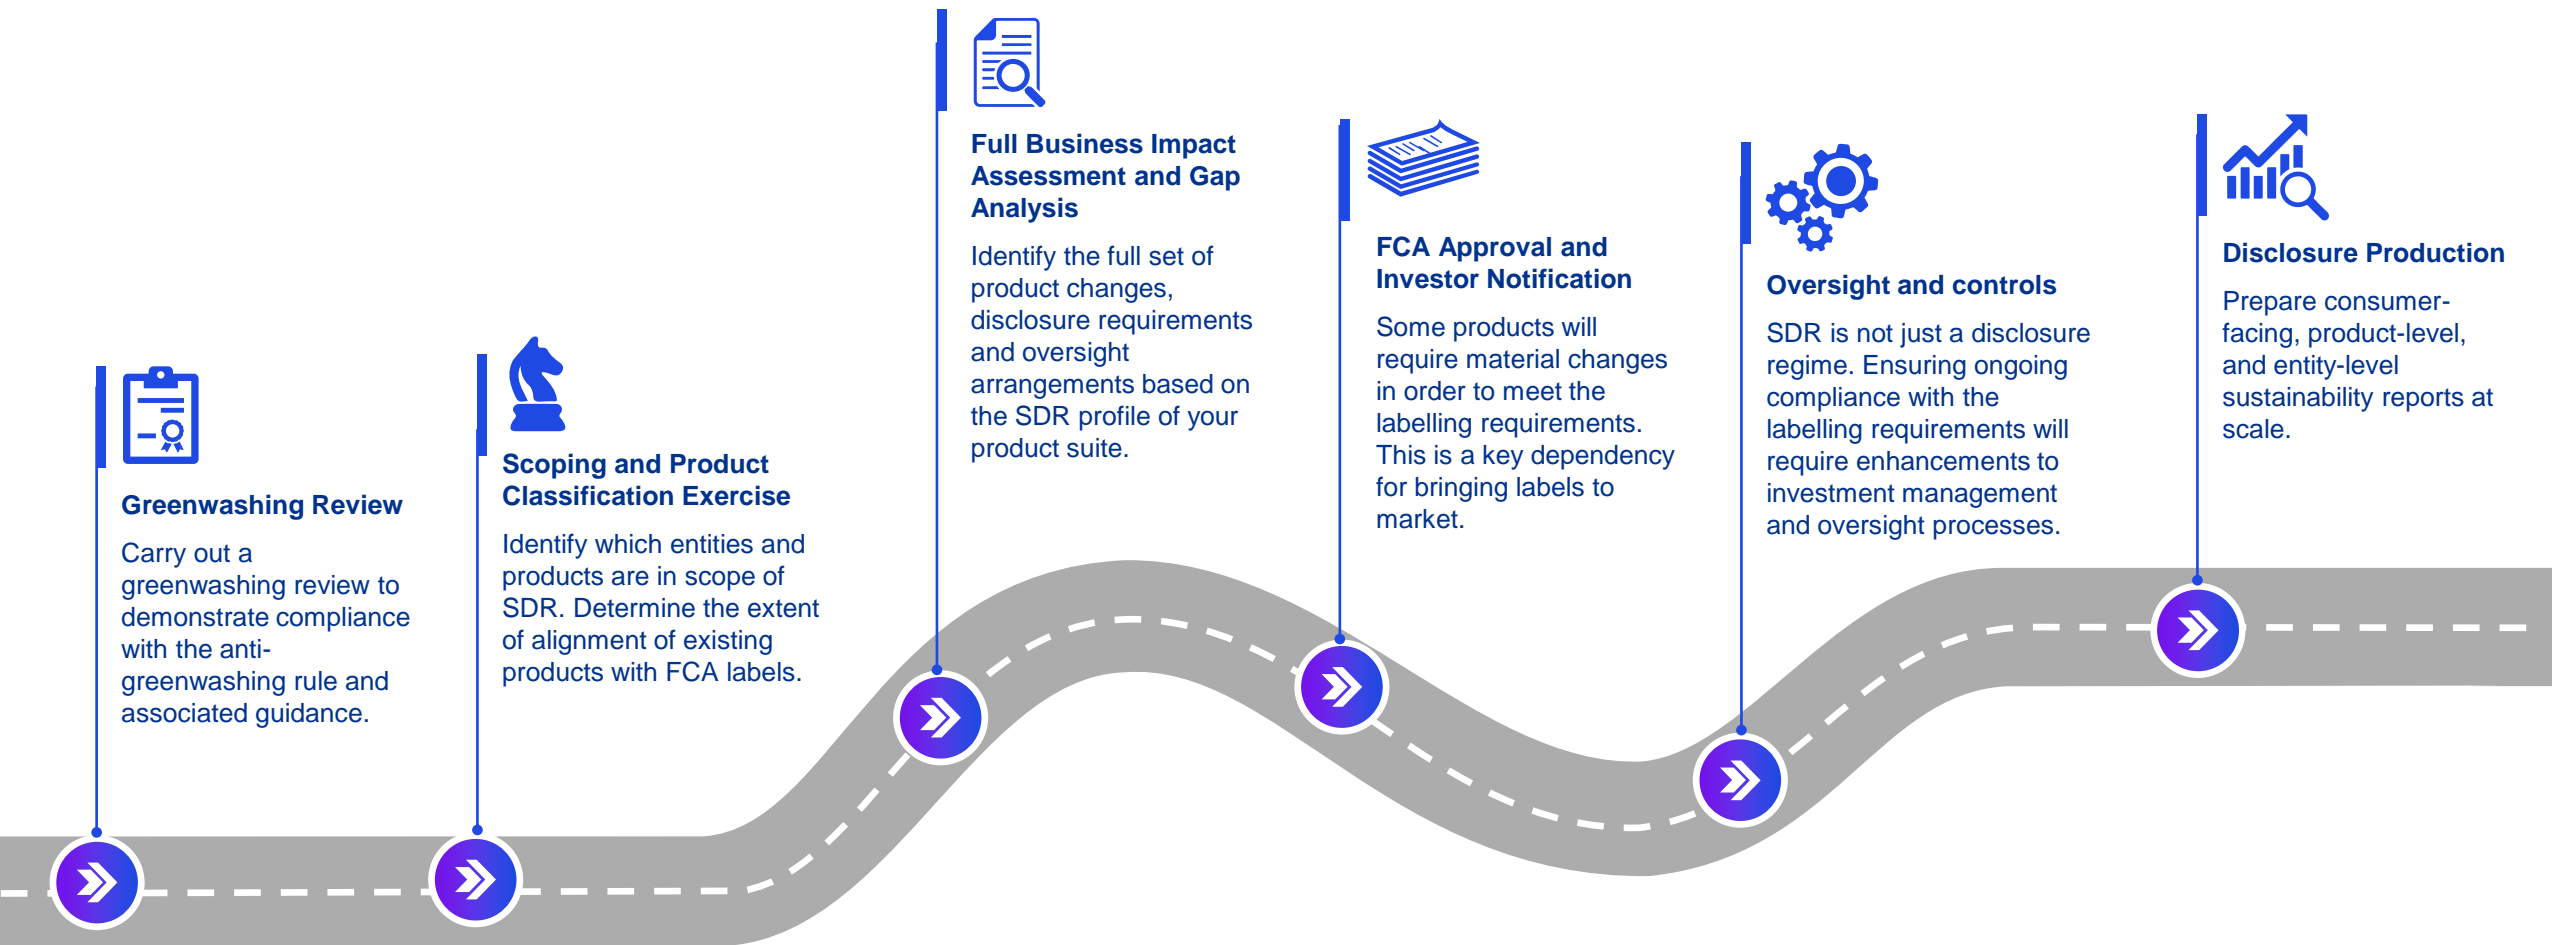 Greenwashing Review
Carry out a
greenwashing review to
demonstrate compliance
with the anti-
greenwashing rule and
associated guidance.
Scoping and Product
Classification Exercise
Identify which entities and
products are in scope of
SDR. Determine the extent
of alignment of existing
products with FCA labels.
Full Business Impact
Assessment and Gap
Analysis
Identify the full set of
product changes,
disclosure requirements
and oversight
arrangements based on
the SDR profile of your
product suite.
FCA Approval and
Investor Notification
Some products will
require material changes
in order to meet the
labelling requirements.
This is a key dependency
for bringing labels to
market.
Oversight and controls
SDR is not just a disclosure
regime. Ensuring ongoing
compliance with the
labelling requirements will
require enhancements to
investment management
and oversight processes.
Disclosure Production
Prepare consumer-
facing, product-level,
and entity-level
sustainability reports at
scale.